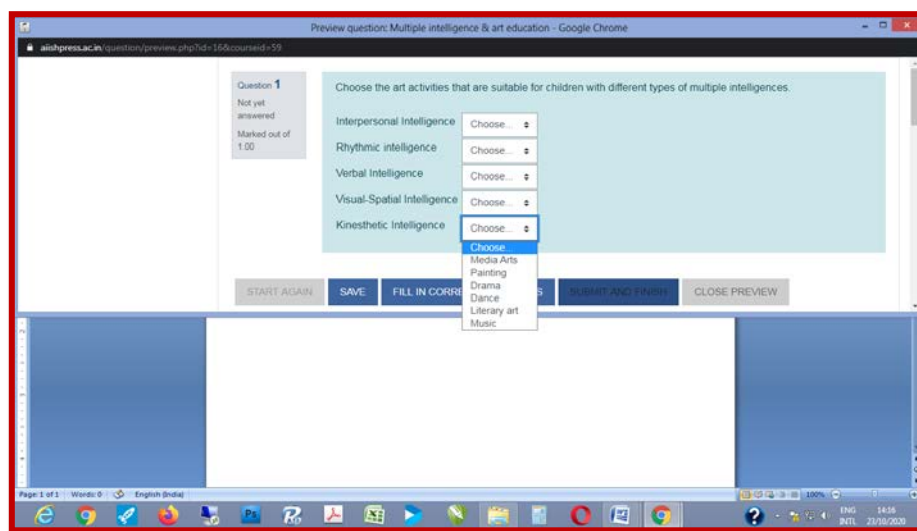 Preview question: Multiple intelligence & art education - Google Chrome
aiishpress.ac.in/question/preview.php?id=16&courseid=59
Question 1
Not yet
answered
Marked out of
1.00
Choose the art activities that are suitable for children with different types of multiple intelligences.
Interpersonal Intelligence Choose...
Rhythmic intelligence Choose...
Verbal Intelligence Choose...
Visual-Spatial Intelligence Choose...
Kinesthetic Intelligence Choose...
Choose...
Media Arts
Painting
Drama
Dance
Literary art
Music
START AGAIN SAVE FILL IN CORRE S SUBMIT AND FINISH CLOSE PREVIEW
Page: 1 of 1 Words: 0 English (India) 100%
Ps
ENG 14:16
INTL 23/10/2020